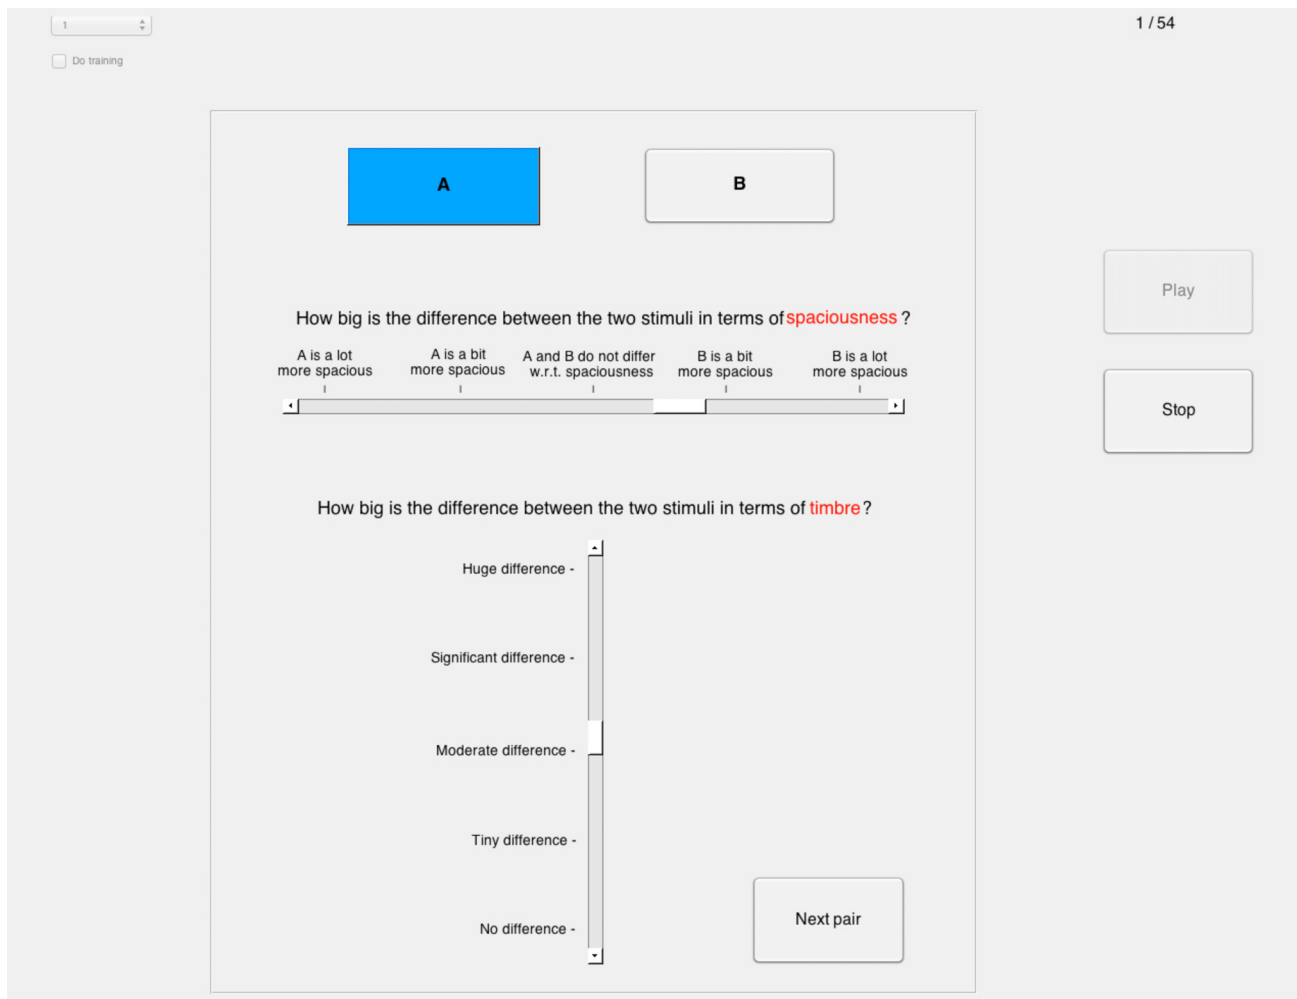 1
1 / 54
Do training
A
B
How big is the difference between the two stimuli in terms of spaciousness ?
A is a lot
more spacious
A is a bit
more spacious
A and B do not differ
w.r.t. spaciousness
B is a bit
more spacious
B is a lot
more spacious
Play
Stop
How big is the difference between the two stimuli in terms of timbre ?
Huge difference -
Significant difference -
Moderate difference -
Tiny difference -
No difference -
Next pair